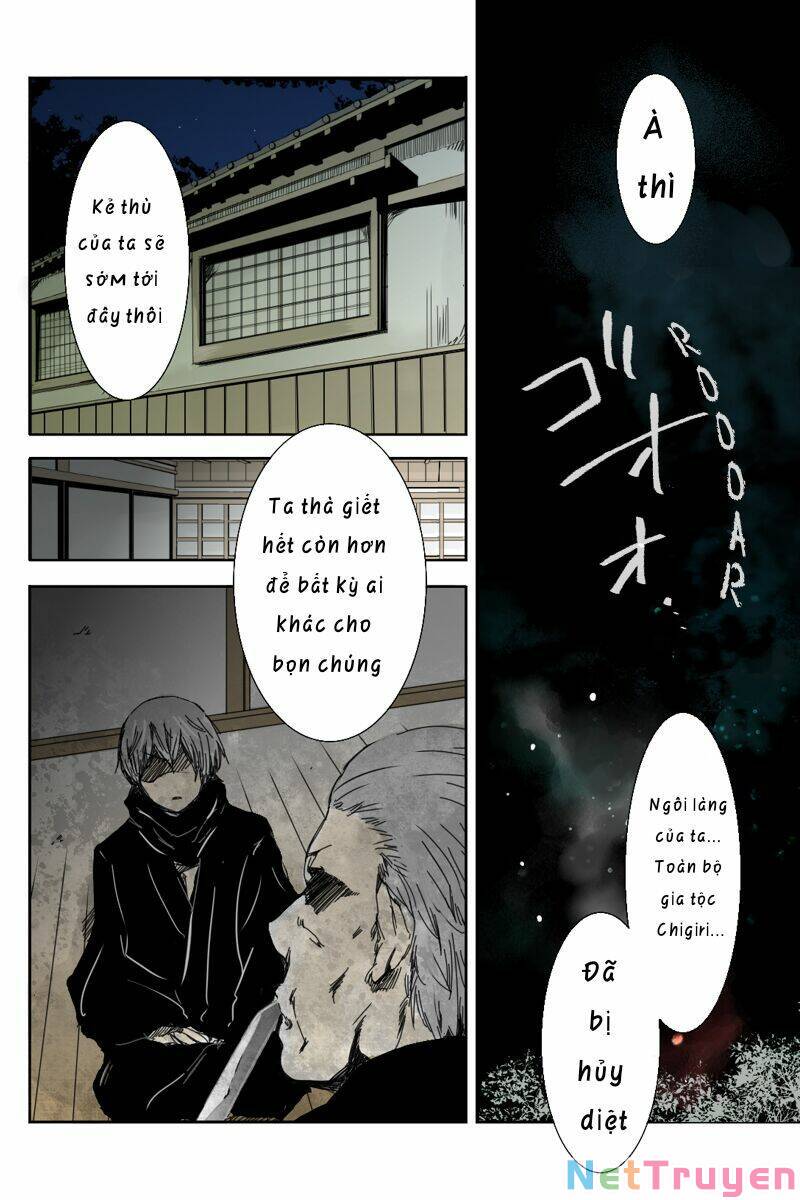 À
thì
ゴオオ.
ROOOAR
Ngôi làng
của ta...
Toàn bộ
gia tộc
Chigiri...
Đã
bị
hủy
diệt
Kẻ thù
của ta sẽ
sớm tới
đây thôi
Ta thà giết
hết còn hơn
để bất kỳ ai
khác cho
bọn chúng
NetTruyen